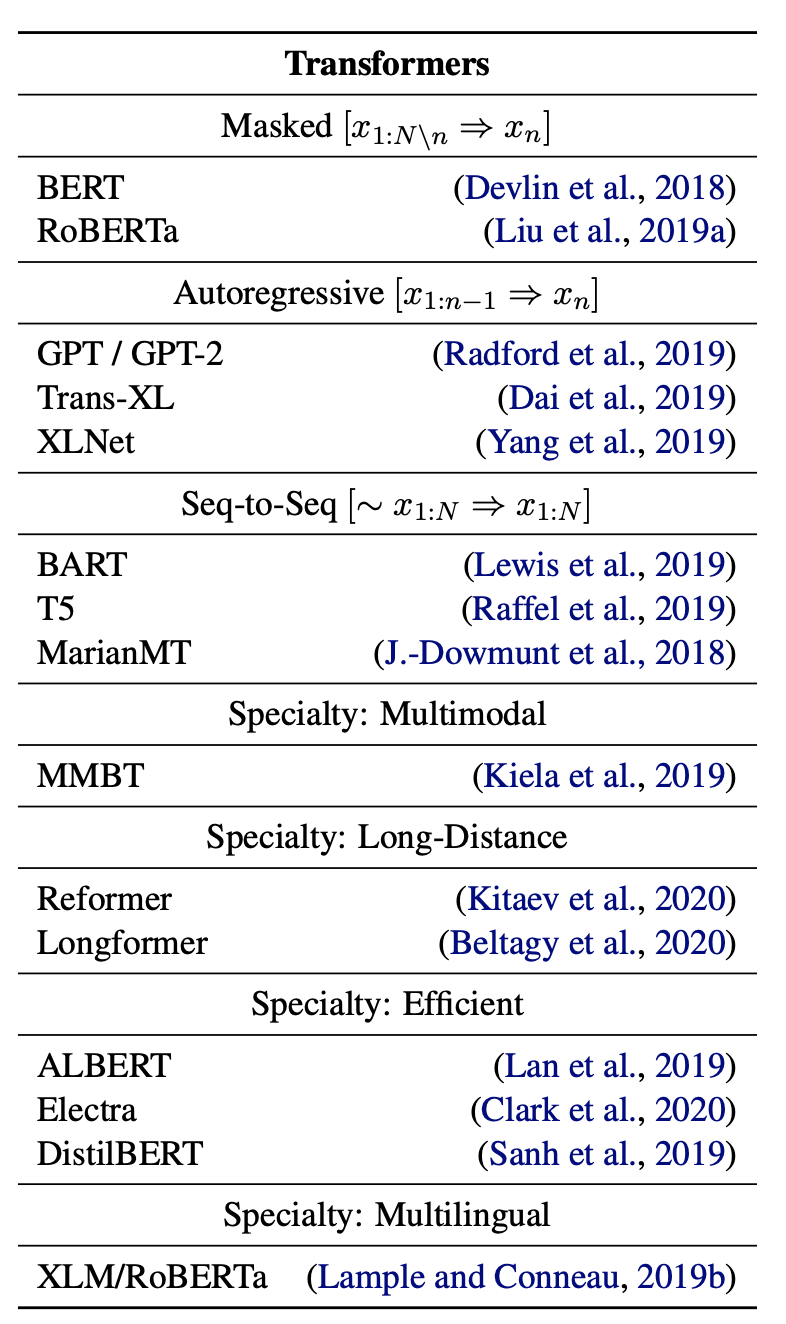 Transformers
Masked [x_{1:N\n} ⇒ x_n]
BERT (Devlin et al., 2018)
RoBERTa (Liu et al., 2019a)
Autoregressive [x_{1:n−1} ⇒ x_n]
GPT / GPT-2 (Radford et al., 2019)
Trans-XL (Dai et al., 2019)
XLNet (Yang et al., 2019)
Seq-to-Seq [∼ x_{1:N} ⇒ x_{1:N}]
BART (Lewis et al., 2019)
T5 (Raffel et al., 2019)
MarianMT (J.-Dowmunt et al., 2018)
Specialty: Multimodal
MMBT (Kiela et al., 2019)
Specialty: Long-Distance
Reformer (Kitaev et al., 2020)
Longformer (Beltagy et al., 2020)
Specialty: Efficient
ALBERT (Lan et al., 2019)
Electra (Clark et al., 2020)
DistilBERT (Sanh et al., 2019)
Specialty: Multilingual
XLM/RoBERTa (Lample and Conneau, 2019b)